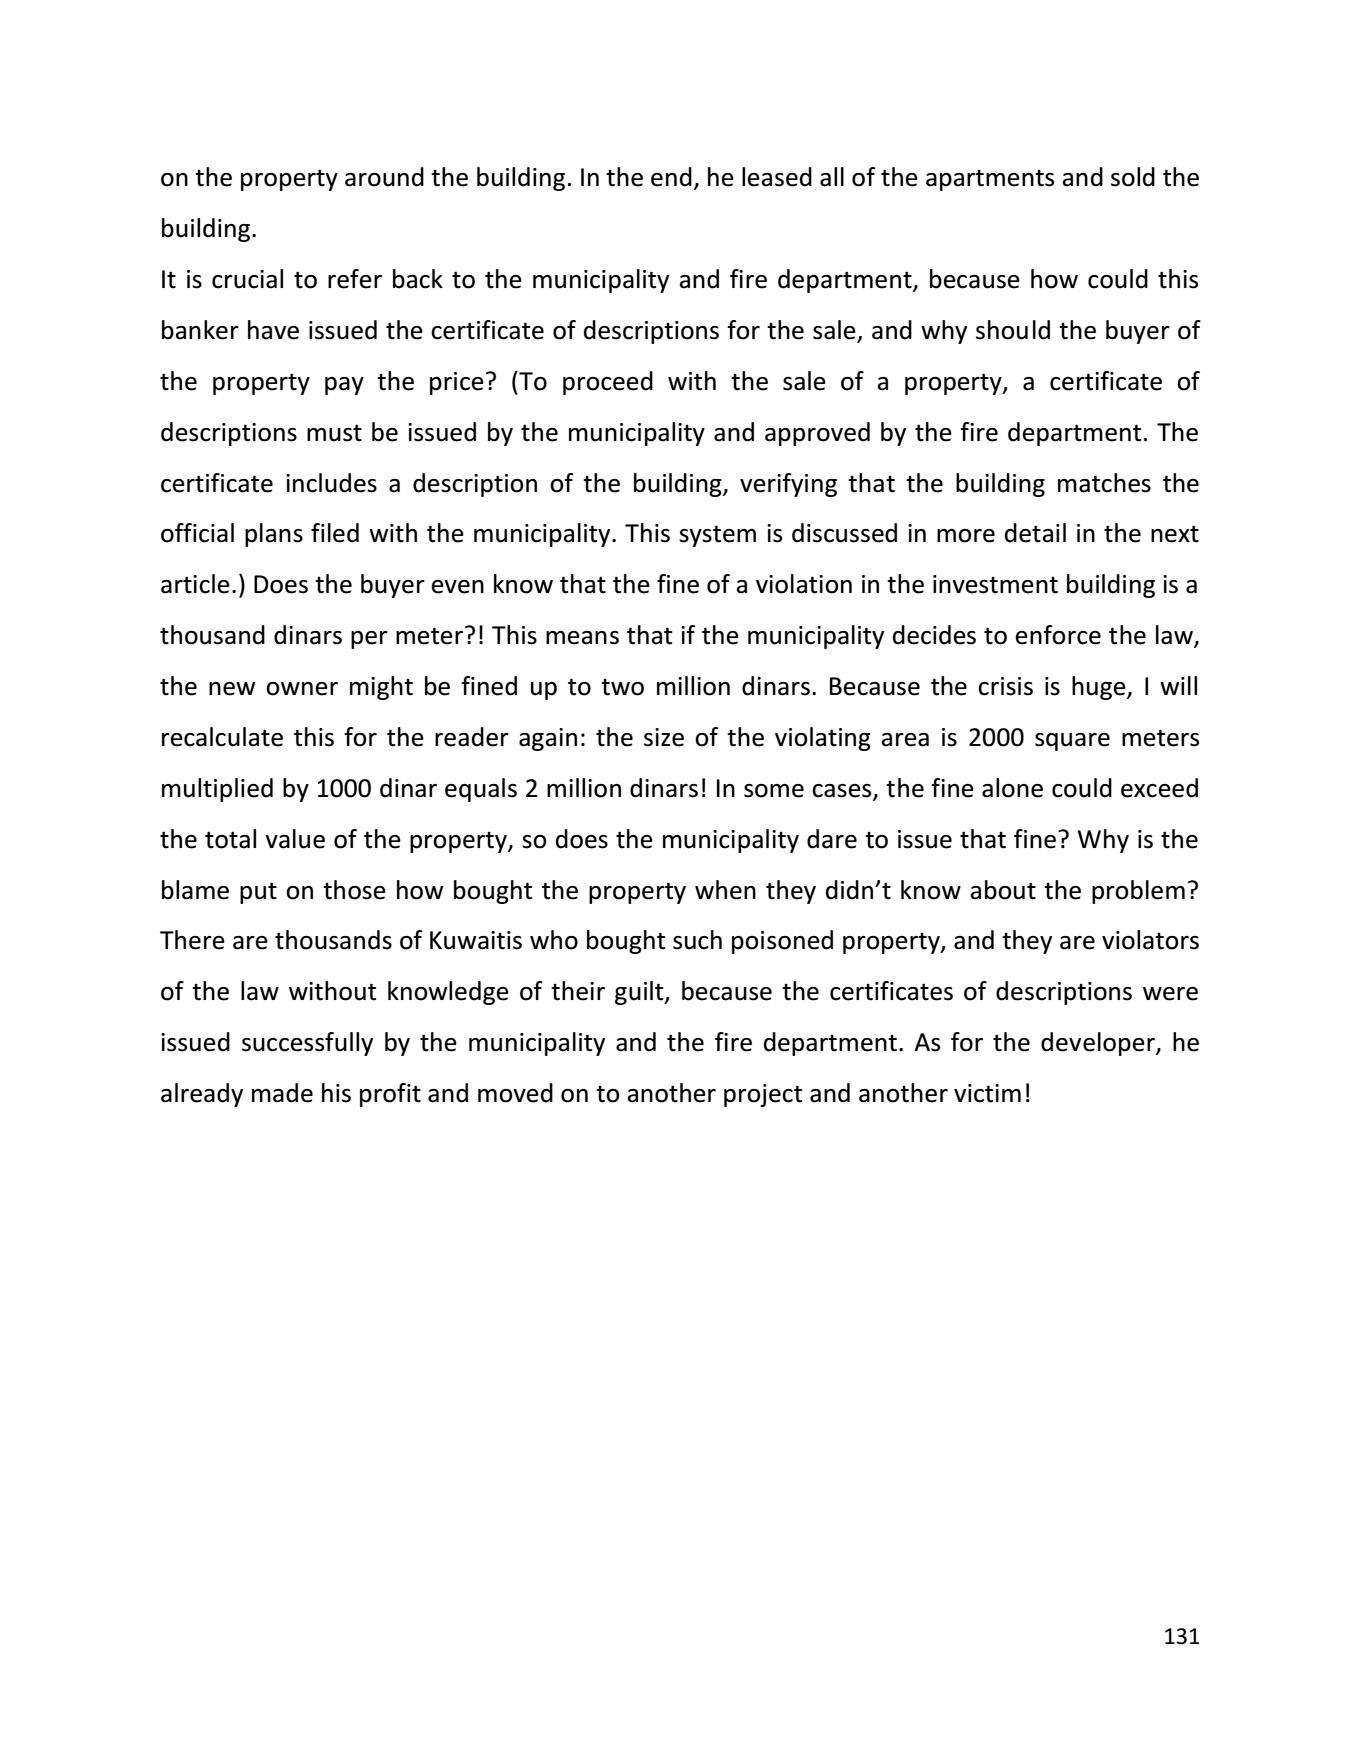 on the property around the building. In the end, he leased all of the apartments and sold the
building.
It is crucial to refer back to the municipality and fire department, because how could this
banker have issued the certificate of descriptions for the sale, and why should the buyer of
the property pay the price? (To proceed with the sale of a property, a certificate of
descriptions must be issued by the municipality and approved by the fire department. The
certificate includes a description of the building, verifying that the building matches the
official plans filed with the municipality. This system is discussed in more detail in the next
article.) Does the buyer even know that the fine of a violation in the investment building is a
thousand dinars per meter?! This means that if the municipality decides to enforce the law,
the new owner might be fined up to two million dinars. Because the crisis is huge, I will
recalculate this for the reader again: the size of the violating area is 2000 square meters
multiplied by 1000 dinar equals 2 million dinars! In some cases, the fine alone could exceed
the total value of the property, so does the municipality dare to issue that fine? Why is the
blame put on those how bought the property when they didn’t know about the problem?
There are thousands of Kuwaitis who bought such poisoned property, and they are violators
of the law without knowledge of their guilt, because the certificates of descriptions were
issued successfully by the municipality and the fire department. As for the developer, he
already made his profit and moved on to another project and another victim!
131